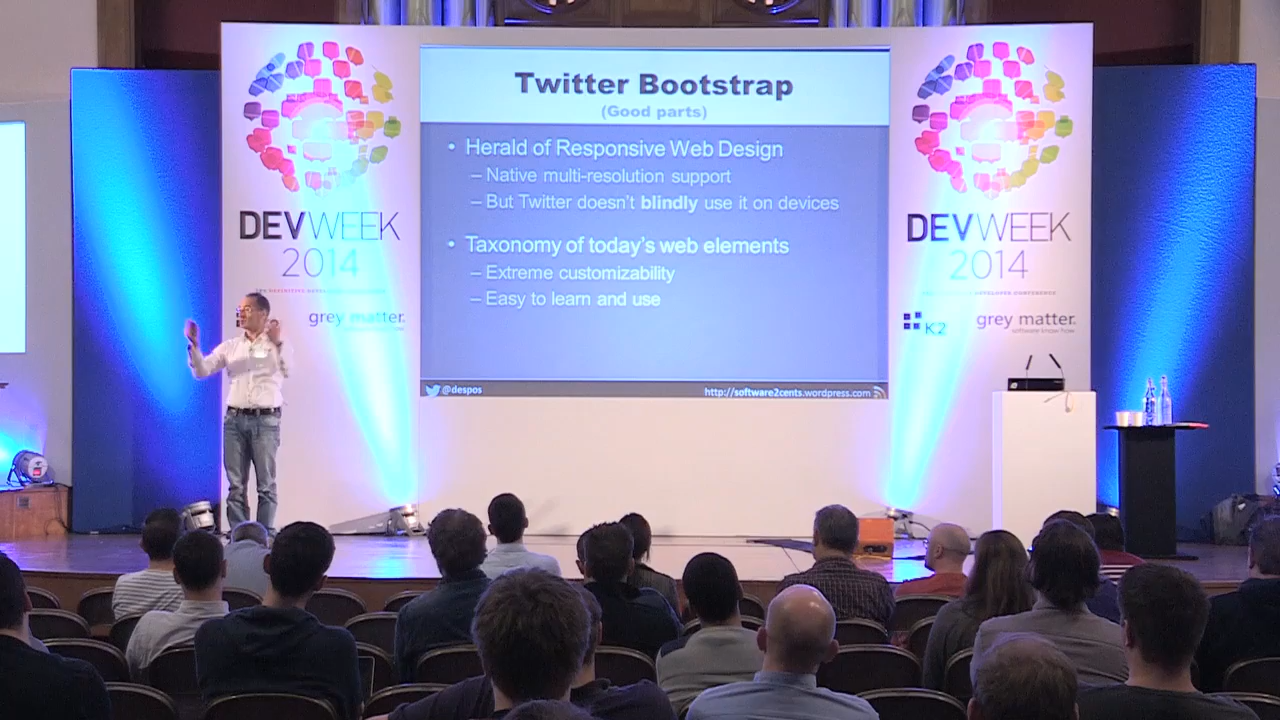 Twitter Bootstrap
(Good parts)
• Herald of Responsive Web Design
– Native multi-resolution support
– But Twitter doesn't blindly use it on devices
• Taxonomy of today's web elements
– Extreme customizability
– Easy to learn and use
@despos
http://software2cents.wordpress.com
DEVWEEK
2014
grey matter.
DEVWEEK
2014
K2
grey matter.
software know how